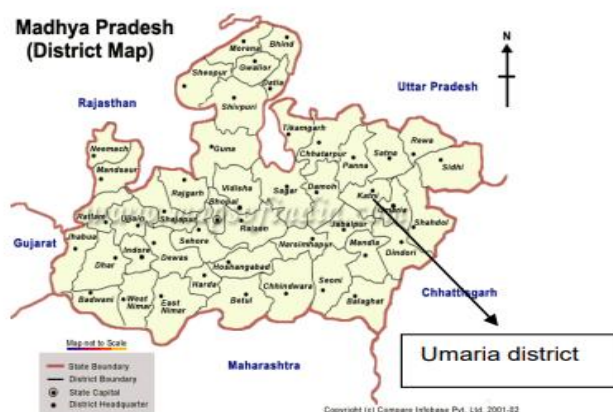 Madhya Pradesh
(District Map)
N
Rajasthan
Uttar Pradesh
Gujarat
Chhattisgarh
Maharashtra
Morena
Bhind
Gwalior
Sheopur
Datia
Shivpuri
Tikamgarh
Chhatarpur
Panna
Satna
Rewa
Sidhi
Neemach
Mandsaur
Guna
Rajgarh
Vidisha
Sagar
Damoh
Katni
Shahdol
Ratlam
Ujjain
Shajapur
Bhopal
Raisen
Jabalpur
Dindori
Jhabua
Indore
Dewas
Sehore
Narsimhapur
Mandla
Dhar
Hoshangabad
Harda
Chhindwara
Seoni
Balaghat
Badwani
West
Nimar
East
Nimar
Betul
Umaria district
Map not to Scale
State Boundary
District Boundary
State Capital
District Headquarter
Copyright (c) Compare Infobase Pvt. Ltd. 2001-02